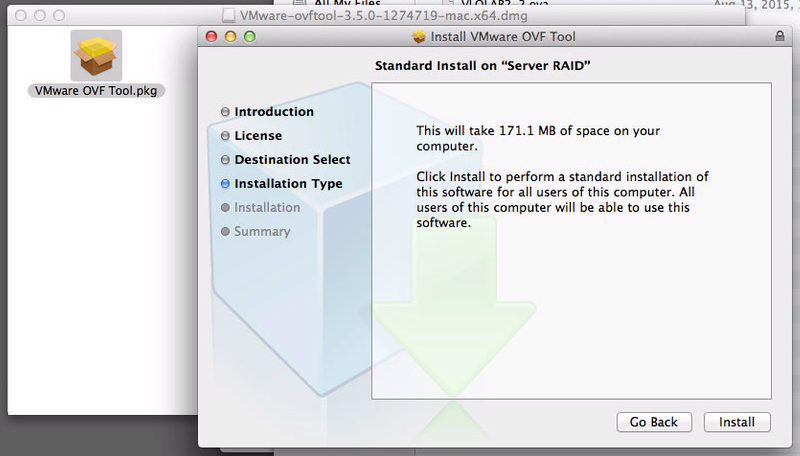 All My Files
VLOLAB2_2.ova
Aug 13, 2015, 1
VMware-ovftool-3.5.0-1274719-mac.x64.dmg
VMware OVF Tool.pkg
Install VMware OVF Tool
Standard Install on “Server RAID”
Introduction
License
Destination Select
Installation Type
Installation
Summary
This will take 171.1 MB of space on your
computer.
Click Install to perform a standard installation of
this software for all users of this computer. All
users of this computer will be able to use this
software.
Go Back
Install